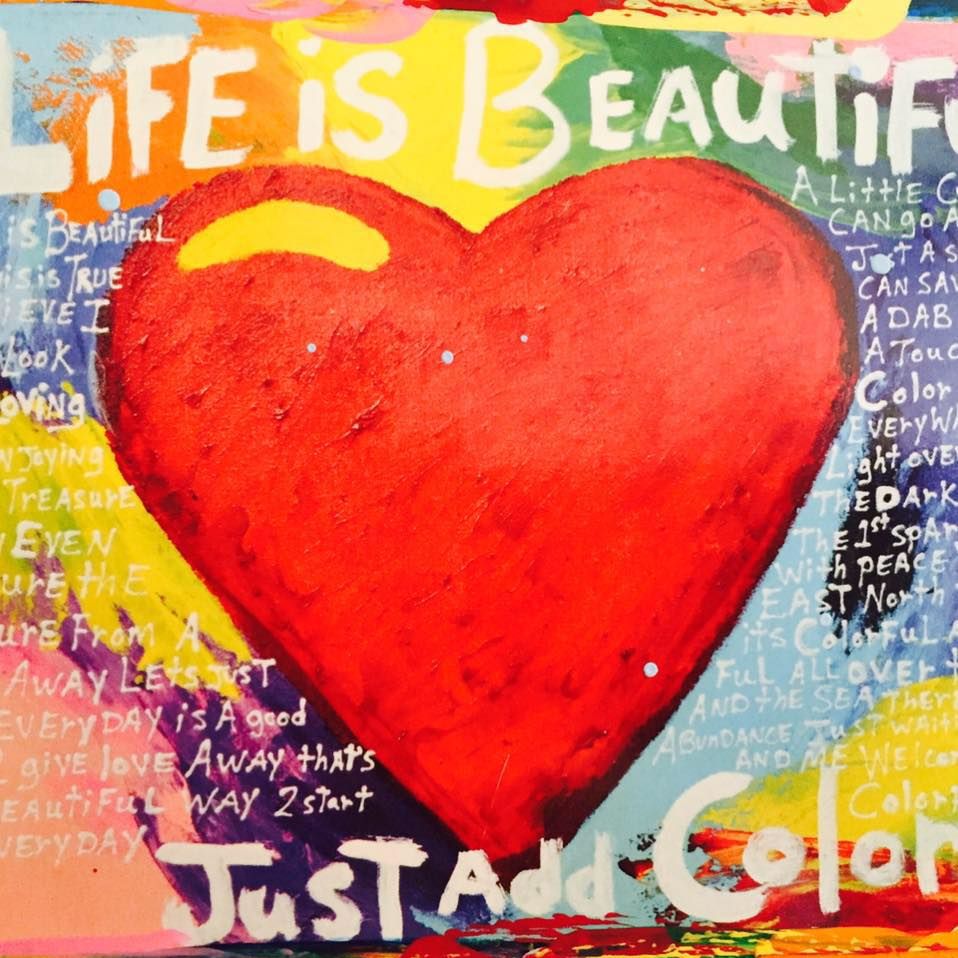 LiFE is BEAUTiFU
is BEAUTiFUL
is is TRUE
iEVE I
Look
oving
njoying
TREASURE
EVEN
URE thE
URE From A
AWAY LETS JUST
EVERYDAY is A good
give lovE AWAY that's
EAUTiFUL WAY 2 start
VERYDAY
A LittLE C
CAN go A
JusT A S
CAN SAV
A DAB
A Touc
Color
EvEryWh
Light ovEr
THE DArK
The 1st spar
With pEACE
EAST North
its ColorFuL A
FuL ALL ovEr t
AND thE SEA THErE
ABUNDANCE JUST WAiti
AND ME WElcom
Color
JusT Add Color